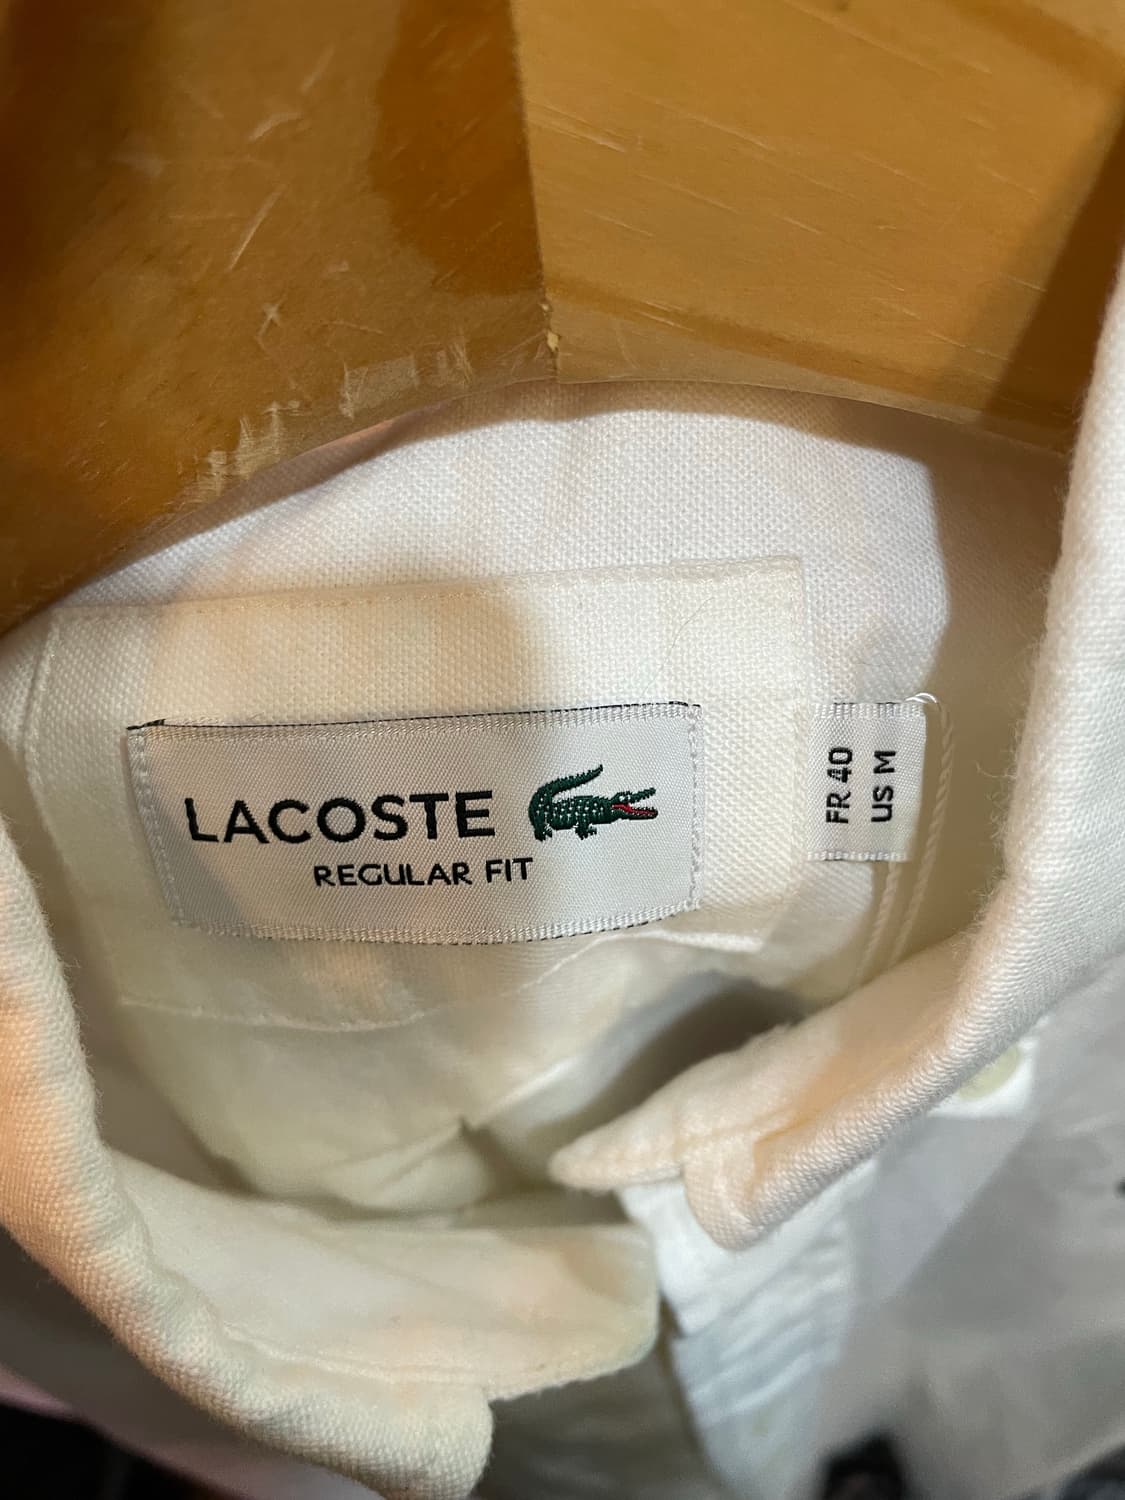 LACOSTE
REGULAR FIT
FR 40
US M